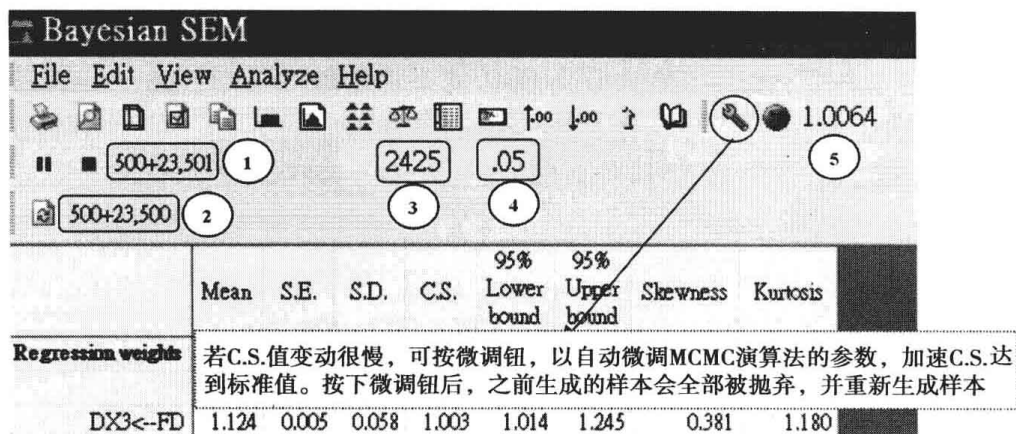 Bayesian SEM
File Edit View Analyze Help
1.0064
500+23,501 1 2425 .05 5
3 4
500+23,500 2
Mean S.E. S.D. C.S. 95% Lower bound 95% Upper bound Skewness Kurtosis
Regression weights
若C.S.值变动很慢，可按微调钮，以自动微调MCMC演算法的参数，加速C.S.达
到标准值。按下微调钮后，之前生成的样本会全部被抛弃，并重新生成样本
DX3<--FD 1.124 0.005 0.058 1.003 1.014 1.245 0.381 1.180